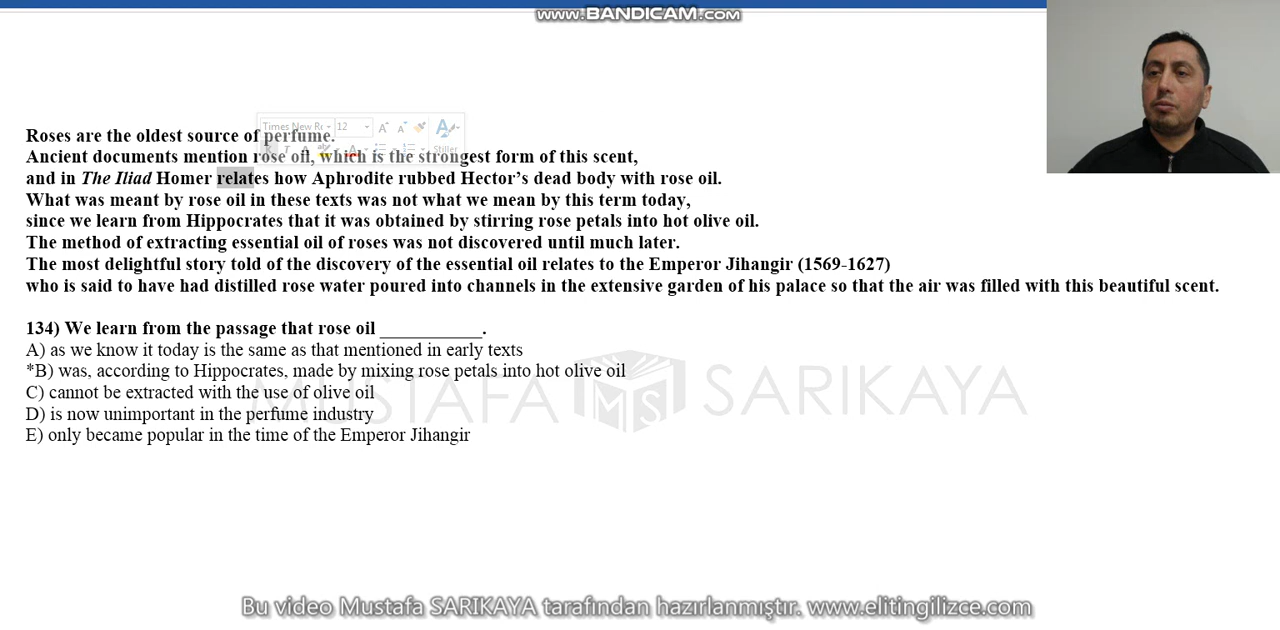 www.BANDICAM.com
Times New Ro 12
Roses are the oldest source of perfume.
Ancient documents mention rose oil, which is the strongest form of this scent,
Stiller
and in The Iliad Homer relates how Aphrodite rubbed Hector’s dead body with rose oil.
What was meant by rose oil in these texts was not what we mean by this term today,
since we learn from Hippocrates that it was obtained by stirring rose petals into hot olive oil.
The method of extracting essential oil of roses was not discovered until much later.
The most delightful story told of the discovery of the essential oil relates to the Emperor Jihangir (1569-1627)
who is said to have had distilled rose water poured into channels in the extensive garden of his palace so that the air was filled with this beautiful scent.
134) We learn from the passage that rose oil ___________.
A) as we know it today is the same as that mentioned in early texts
*B) was, according to Hippocrates, made by mixing rose petals into hot olive oil
C) cannot be extracted with the use of olive oil
MUSTAFA MS SARIKAYA
D) is now unimportant in the perfume industry
E) only became popular in the time of the Emperor Jihangir
Bu video Mustafa SARIKAYA tarafından hazırlanmıştır. www.elitingilizce.com